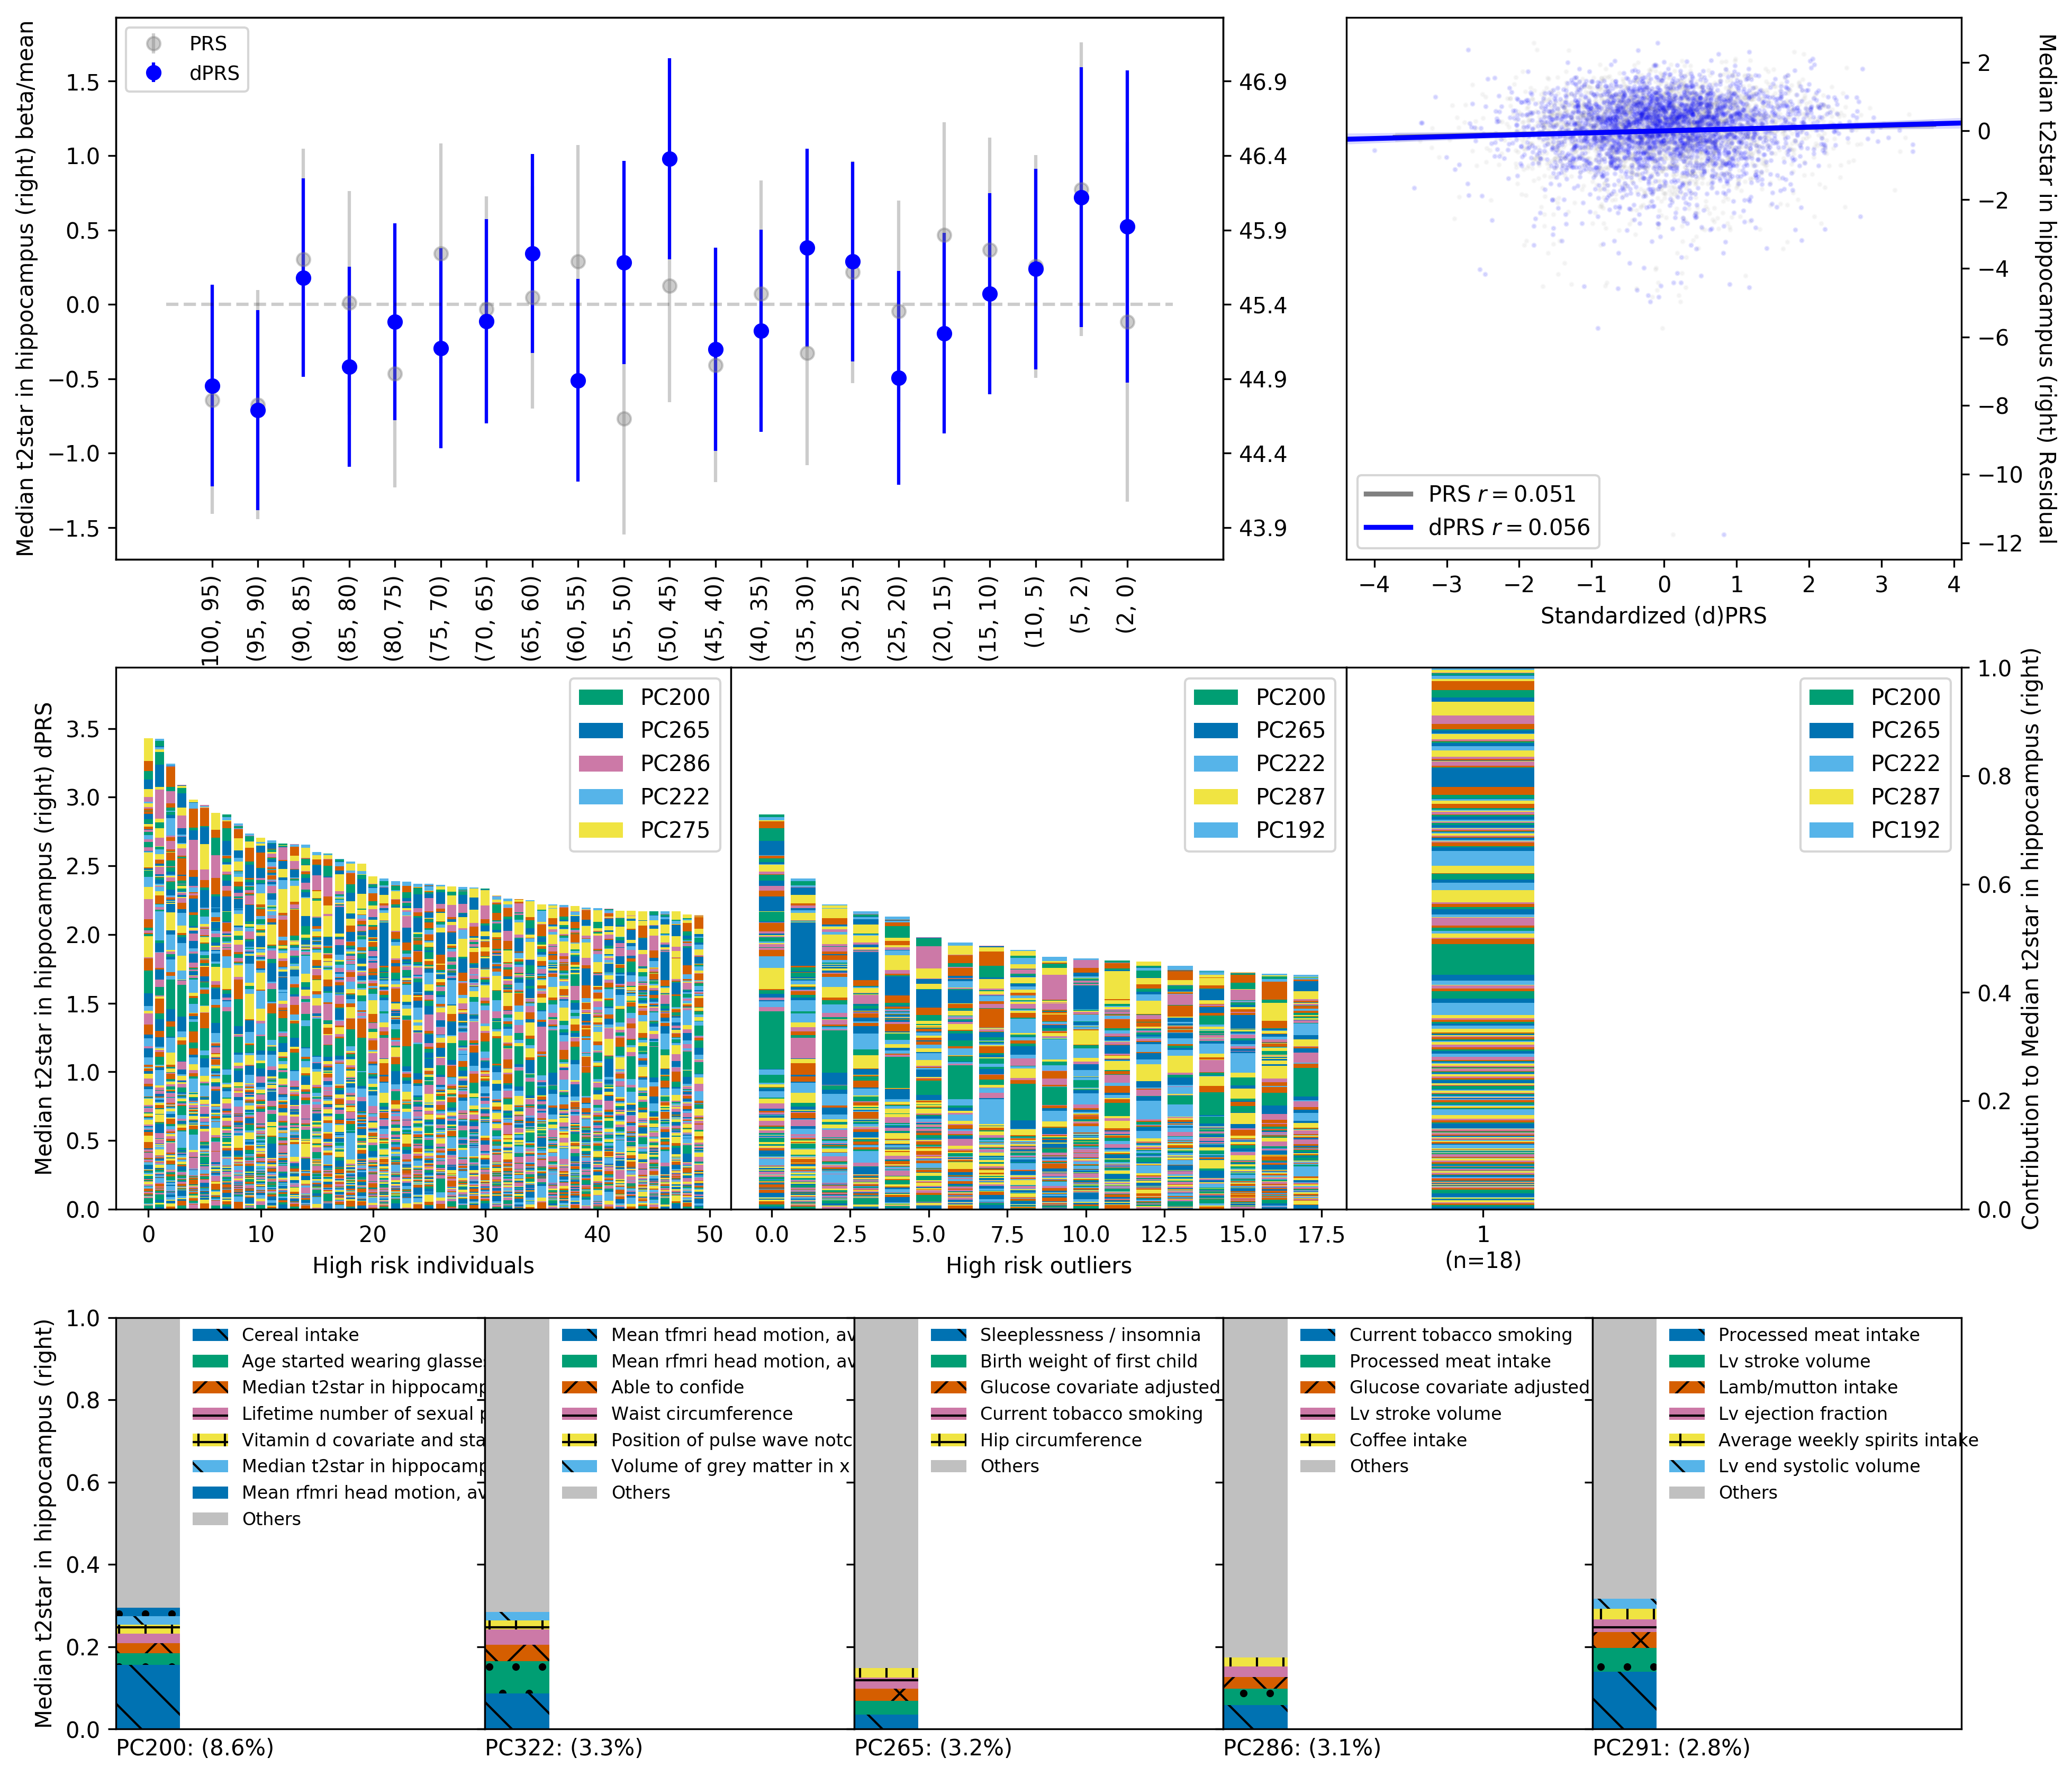 Median t2star in hippocampus (right) beta/mean
1.5
1.0
0.5
0.0
−0.5
−1.0
−1.5
PRS
dPRS
46.9
46.4
45.9
45.4
44.9
44.4
43.9
100, 95)
(95, 90)
(90, 85)
(85, 80)
(80, 75)
(75, 70)
(70, 65)
(65, 60)
(60, 55)
(55, 50)
(50, 45)
(45, 40)
(40, 35)
(35, 30)
(30, 25)
(25, 20)
(20, 15)
(15, 10)
(10, 5)
(5, 2)
(2, 0)
PRS r = 0.051
dPRS r = 0.056
2
0
−2
−4
−6
−8
−10
−12
Median t2star in hippocampus (right) Residual
−4
−3
−2
−1
0
1
2
3
4
Standardized (d)PRS
Median t2star in hippocampus (right) dPRS
3.5
3.0
2.5
2.0
1.5
1.0
0.5
0.0
PC200
PC265
PC286
PC222
PC275
0
10
20
30
40
50
High risk individuals
PC200
PC265
PC222
PC287
PC192
0.0
2.5
5.0
7.5
10.0
12.5
15.0
17.5
High risk outliers
PC200
PC265
PC222
PC287
PC192
1
(n=18)
1.0
0.8
0.6
0.4
0.2
0.0
Contribution to Median t2star in hippocampus (right)
Median t2star in hippocampus (right)
1.0
0.8
0.6
0.4
0.2
0.0
Cereal intake
Age started wearing glasse
Median t2star in hippocamp
Lifetime number of sexual p
Vitamin d covariate and sta
Median t2star in hippocamp
Mean rfmri head motion, av
Others
PC200: (8.6%)
Mean tfmri head motion, av
Mean rfmri head motion, av
Able to confide
Waist circumference
Position of pulse wave notc
Volume of grey matter in x
Others
PC322: (3.3%)
Sleeplessness / insomnia
Birth weight of first child
Glucose covariate adjusted
Current tobacco smoking
Hip circumference
Others
PC265: (3.2%)
Current tobacco smoking
Processed meat intake
Glucose covariate adjusted
Lv stroke volume
Coffee intake
Others
PC286: (3.1%)
Processed meat intake
Lv stroke volume
Lamb/mutton intake
Lv ejection fraction
Average weekly spirits intake
Lv end systolic volume
Others
PC291: (2.8%)